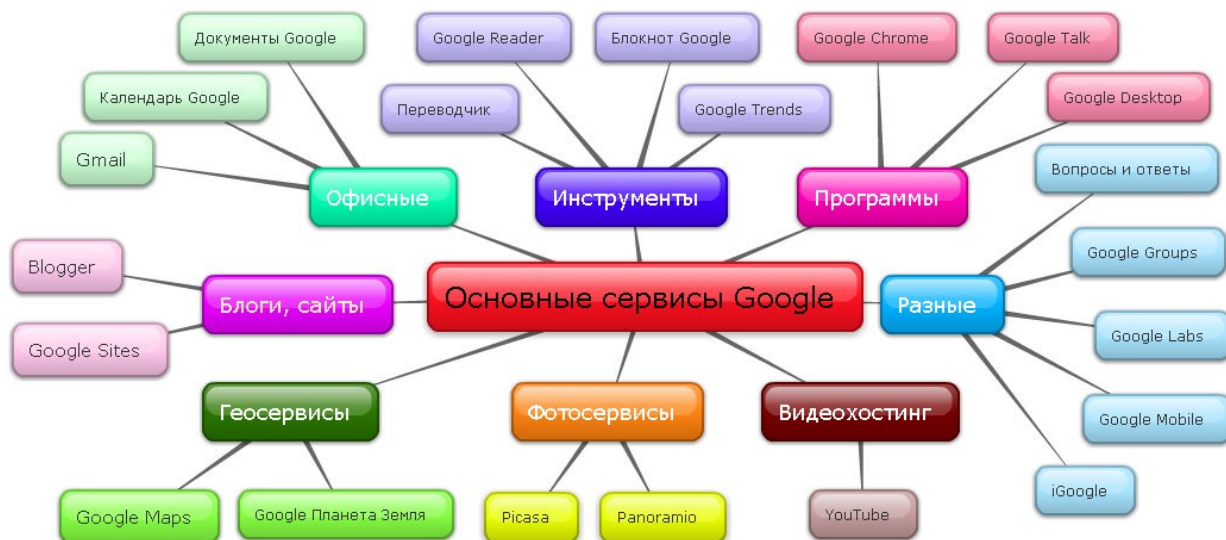 Документы Google
Google Reader
Блокнот Google
Google Chrome
Google Talk
Календарь Google
Переводчик
Google Trends
Google Desktop
Gmail
Вопросы и ответы
Офисные
Инструменты
Программы
Google Groups
Blogger
Блоги, сайты
Основные сервисы Google
Разные
Google Sites
Google Labs
Геосервисы
Фотосервисы
Видеохостинг
Google Mobile
iGoogle
Google Maps
Google Планета Земля
Picasa
Panoramio
YouTube